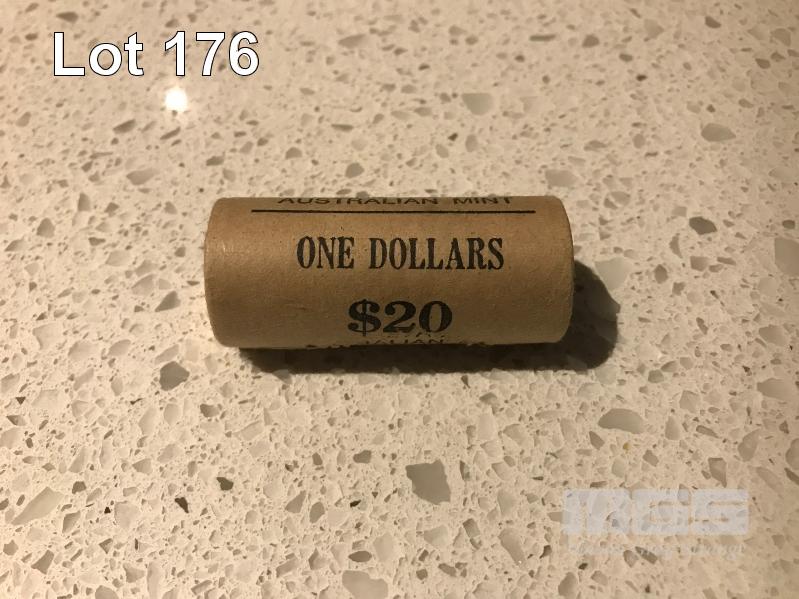 Lot 176
AUSTRALIAN MINT
ONE DOLLARS
$20